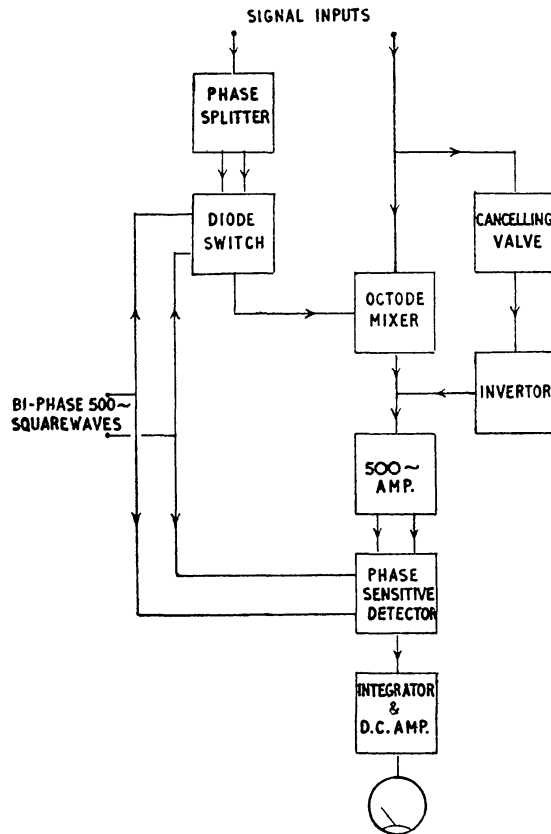 SIGNAL INPUTS
PHASE
SPLITTER
DIODE
SWITCH
CANCELLING
VALVE
OCTODE
MIXER
INVERTOR
BI-PHASE 500~
SQUAREWAVES
500~
AMP.
PHASE
SENSITIVE
DETECTOR
INTEGRATOR
&
D.C. AMP.